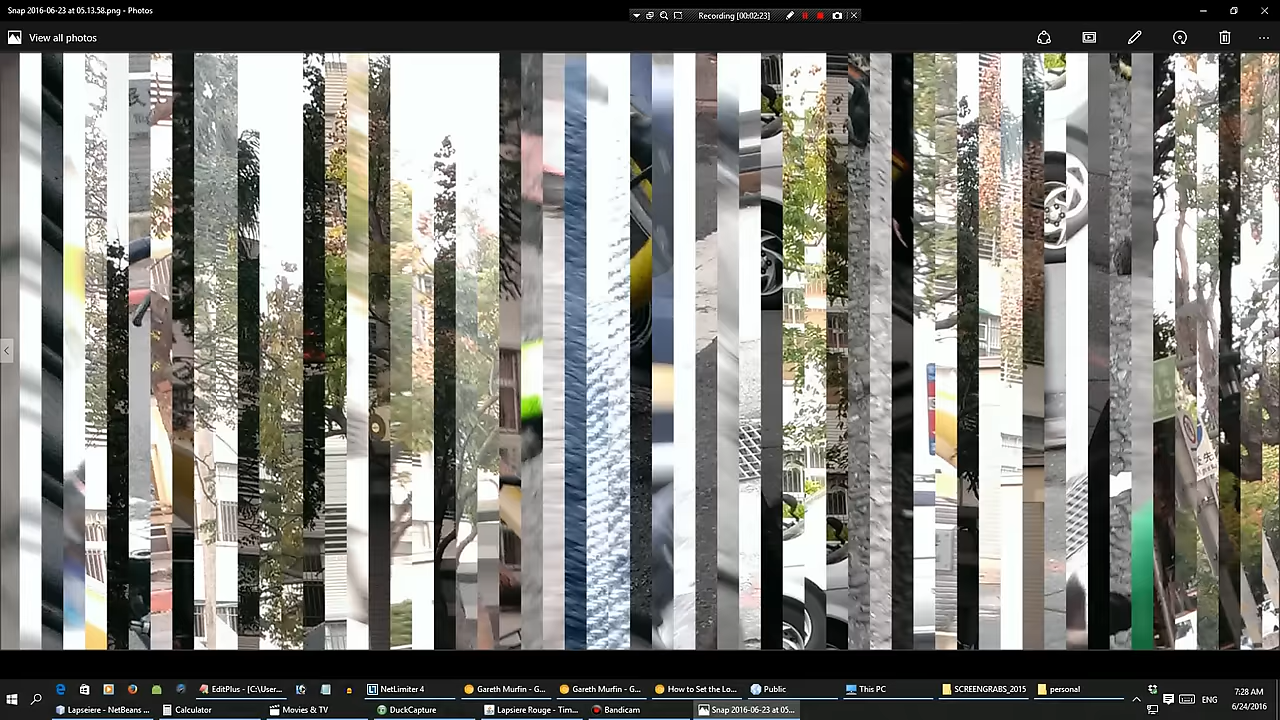 Snap 2016-06-23 at 05.13.58.png - Photos
Recording [00:02:23]
View all photos
EditPlus - [C:\User...
NetLimiter 4
Gareth Murfin - G...
Gareth Murfin - G...
How to Set the Lo...
Public
This PC
SCREENGRABS_2015
personal
Lapseiere - NetBeans ...
Calculator
Movies & TV
DuckCapture
Lapsiere Rouge - Tim...
Bandicam
Snap 2016-06-23 at 05...
ENG
7:28 AM
6/24/2016